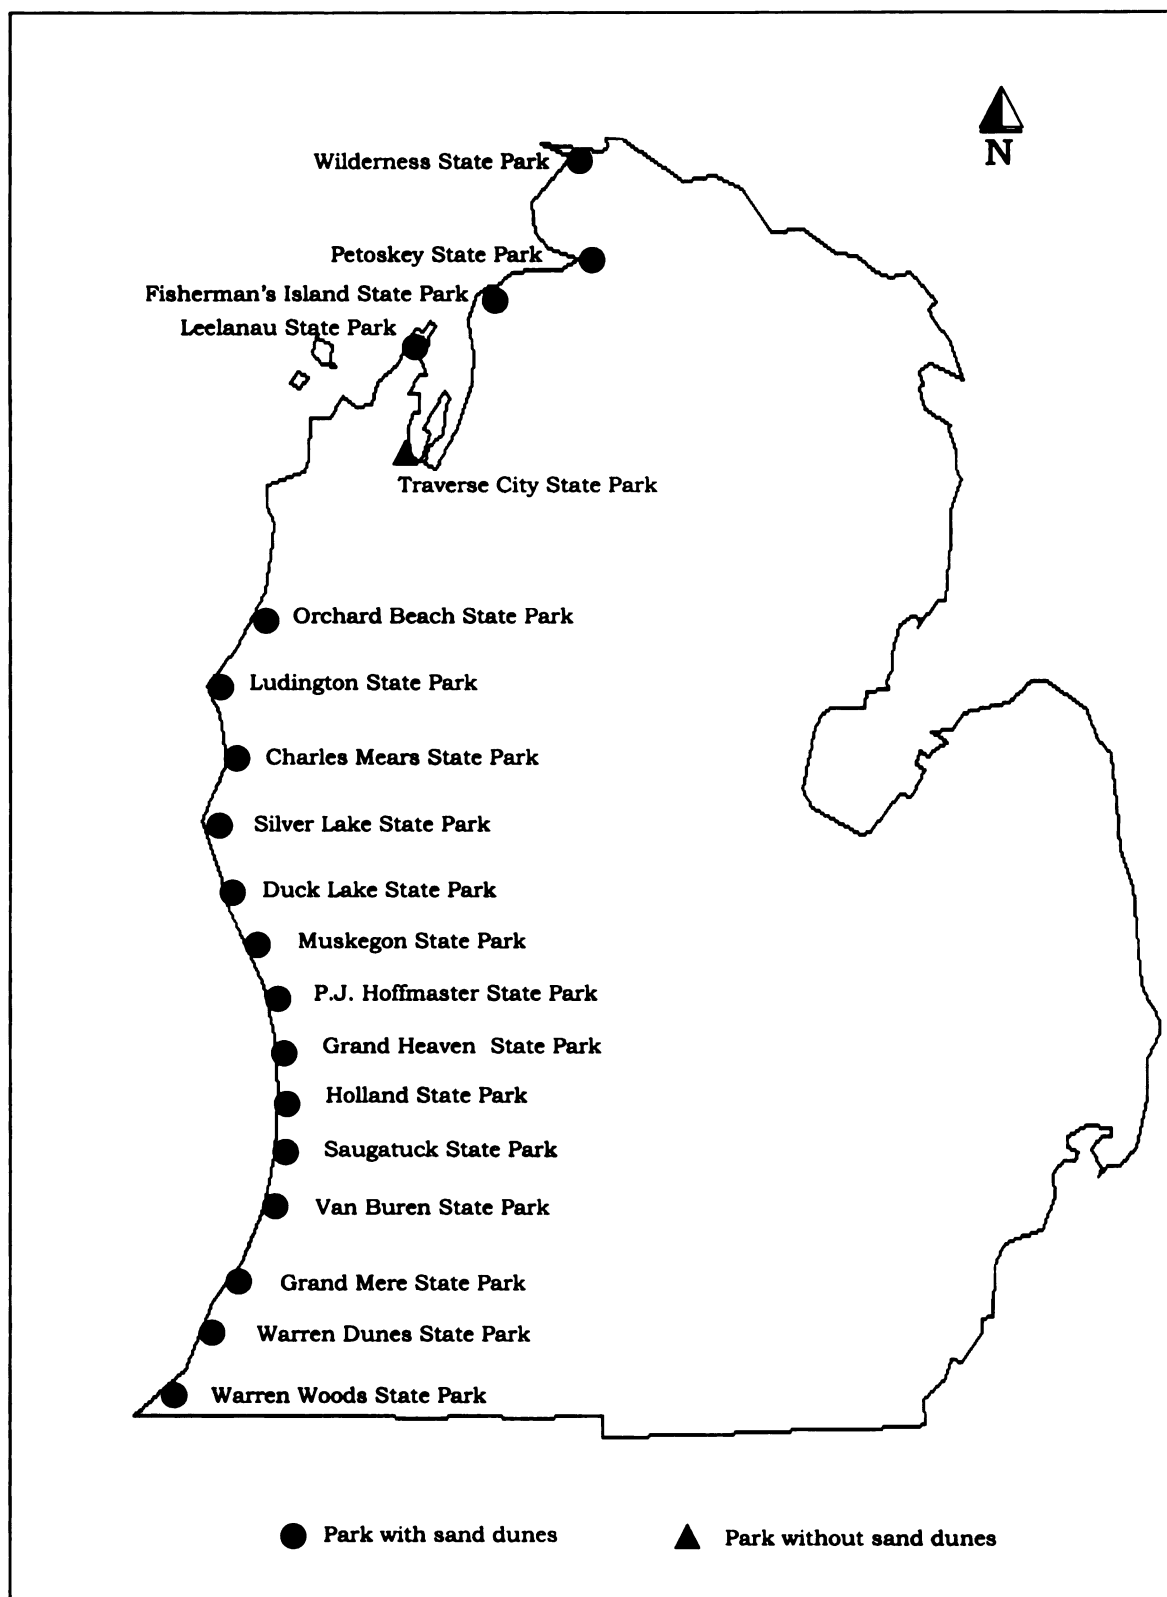 N
Wilderness State Park
Petoskey State Park
Fisherman's Island State Park
Leelanau State Park
Traverse City State Park
Orchard Beach State Park
Ludington State Park
Charles Mears State Park
Silver Lake State Park
Duck Lake State Park
Muskegon State Park
P.J. Hoffmaster State Park
Grand Heaven State Park
Holland State Park
Saugatuck State Park
Van Buren State Park
Grand Mere State Park
Warren Dunes State Park
Warren Woods State Park
Park with sand dunes
Park without sand dunes